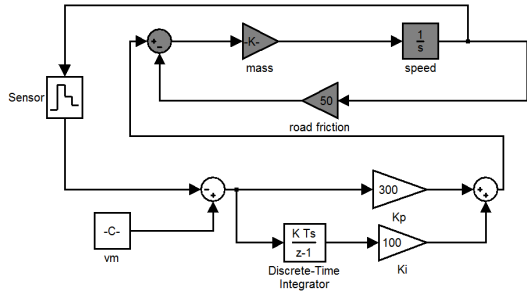 +
-
-K-
mass
1
s
speed
Sensor
50
road friction
-
+
300
Kp
+
+
-C-
vm
K Ts
z-1
Discrete-Time
Integrator
100
Ki